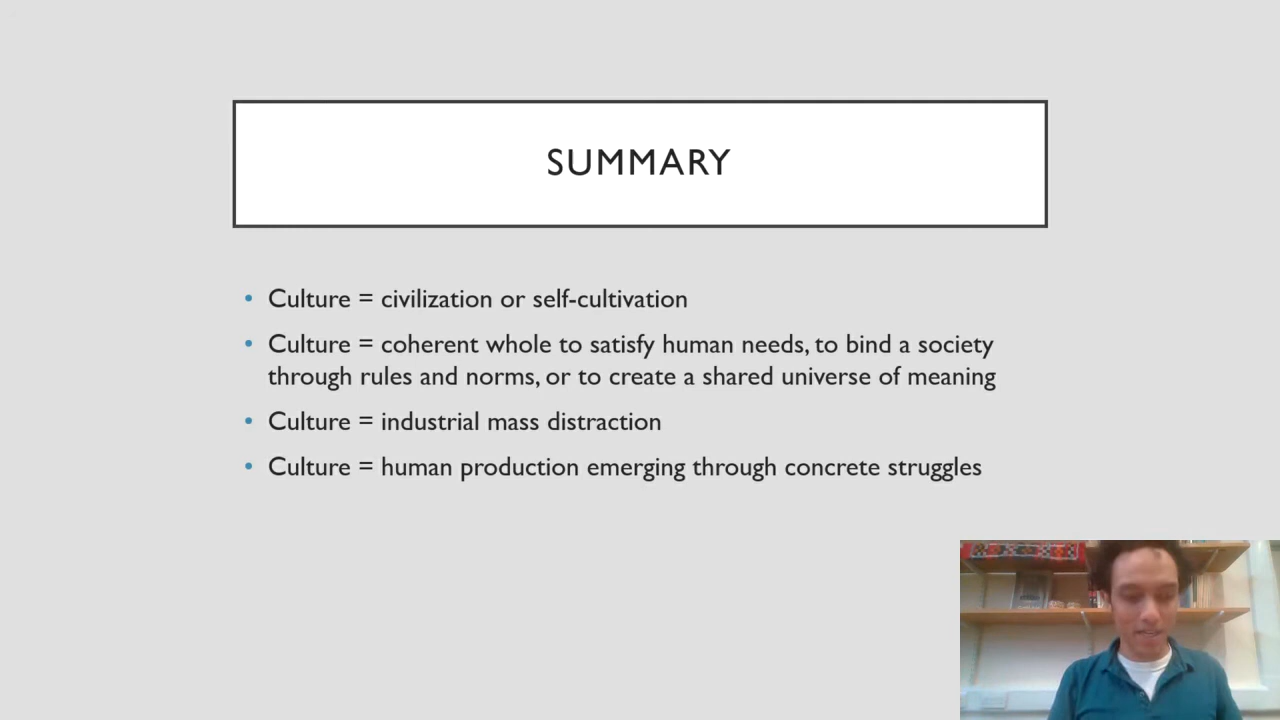 SUMMARY
• Culture = civilization or self-cultivation
• Culture = coherent whole to satisfy human needs, to bind a society
through rules and norms, or to create a shared universe of meaning
• Culture = industrial mass distraction
• Culture = human production emerging through concrete struggles